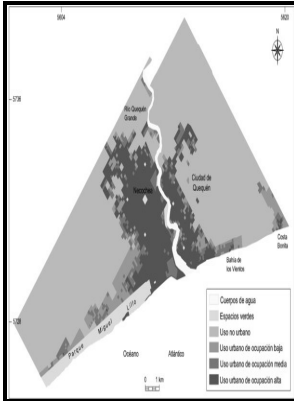 5604
5620
N
5736
Río Quequén
Grande
Necochea
Ciudad de
Quequén
Costa
Bonita
Bahía de
los Vientos
5728
Parque Miguel Lillo
Océano Atlántico
0 1 km
Cuerpos de agua
Espacios verdes
Uso no urbano
Uso urbano de ocupación baja
Uso urbano de ocupación media
Uso urbano de ocupación alta